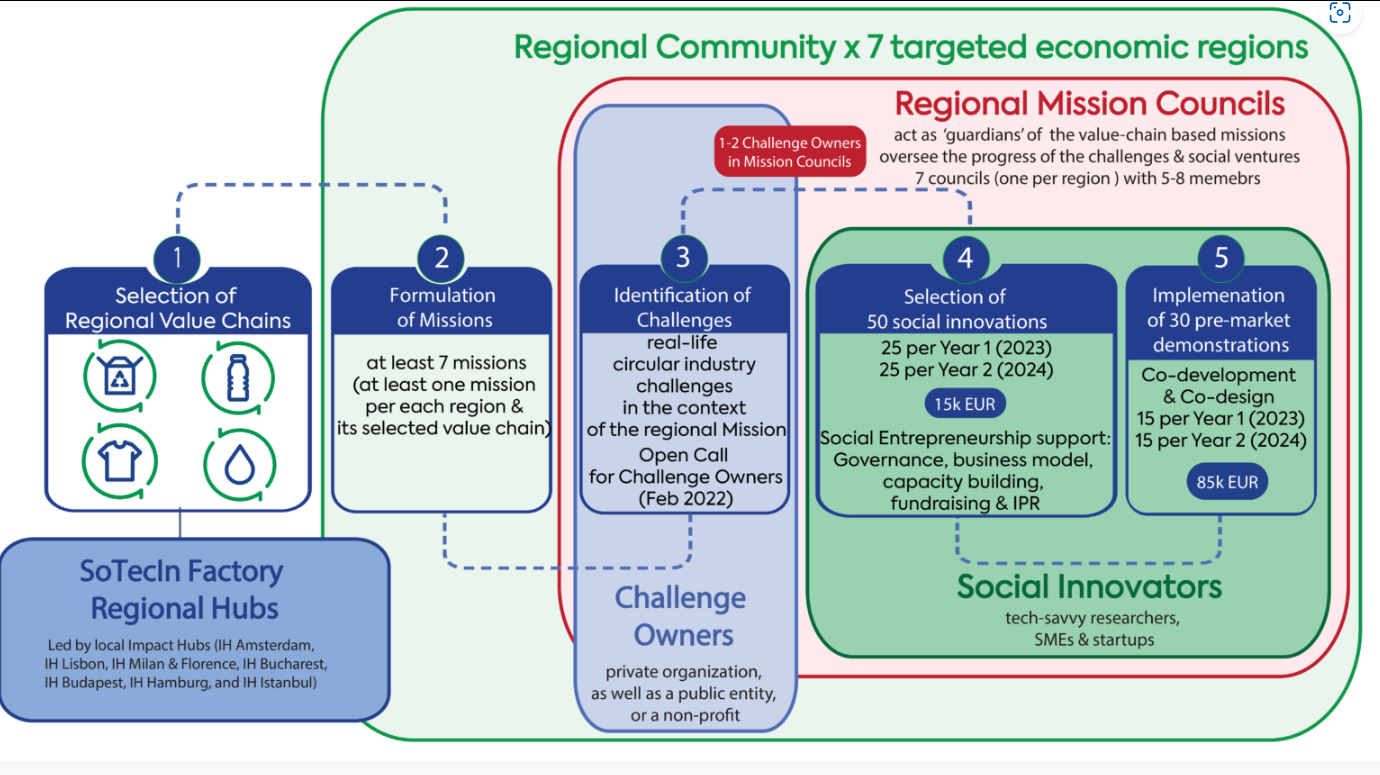 Regional Community x 7 targeted economic regions
Regional Mission Councils
act as ‘guardians’ of the value-chain based missions
oversee the progress of the challenges & social ventures
7 councils (one per region ) with 5-8 memebrs
1-2 Challenge Owners
in Mission Councils
1
Selection of
Regional Value Chains
2
Formulation
of Missions
at least 7 missions
(at least one mission
per each region &
its selected value chain)
3
Identification of
Challenges
real-life
circular industry
challenges
in the context
of the regional Mission
Open Call
for Challenge Owners
(Feb 2022)
4
Selection of
50 social innovations
25 per Year 1 (2023)
25 per Year 2 (2024)
15k EUR
Social Entrepreneurship support:
Governance, business model,
capacity building,
fundraising & IPR
5
Implemenation
of 30 pre-market
demonstrations
Co-development
& Co-design
15 per Year 1 (2023)
15 per Year 2 (2024)
85k EUR
SoTecIn Factory
Regional Hubs
Led by local Impact Hubs (IH Amsterdam,
IH Lisbon, IH Milan & Florence, IH Bucharest,
IH Budapest, IH Hamburg, and IH Istanbul)
Challenge
Owners
private organization,
as well as a public entity,
or a non-profit
Social Innovators
tech-savvy researchers,
SMEs & startups